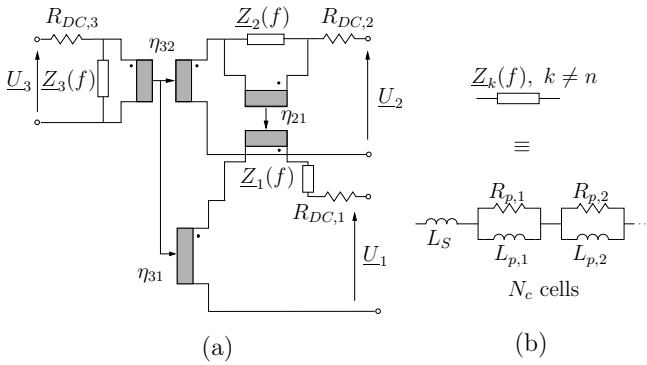 R_{DC,3}
η_{32}
Z_2(f)
R_{DC,2}
U_3
Z_3(f)
U_2
η_{21}
Z_1(f)
R_{DC,1}
η_{31}
U_1
(a)
Z_k(f), k ≠ n
≡
R_{p,1}
R_{p,2}
L_S
L_{p,1}
L_{p,2}
N_c cells
(b)